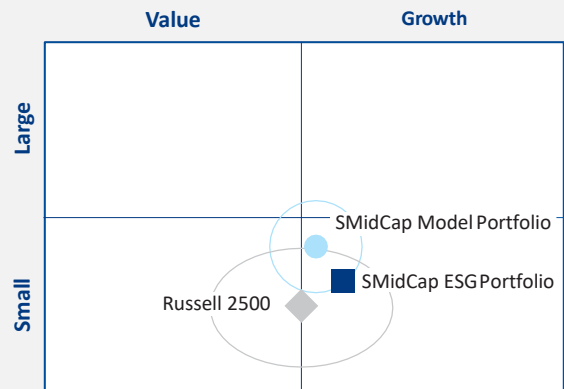 Value
Growth
Large
SMidCap Model Portfolio
SMidCap ESG Portfolio
Russell 2500
Small